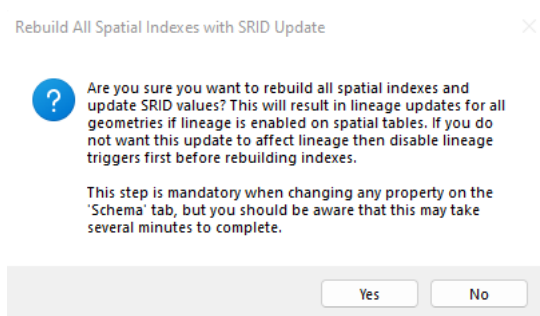 Rebuild All Spatial Indexes with SRID Update
Are you sure you want to rebuild all spatial indexes and
update SRID values? This will result in lineage updates for all
geometries if lineage is enabled on spatial tables. If you do
not want this update to affect lineage then disable lineage
triggers first before rebuilding indexes.
This step is mandatory when changing any property on the
'Schema' tab, but you should be aware that this may take
several minutes to complete.
Yes
No